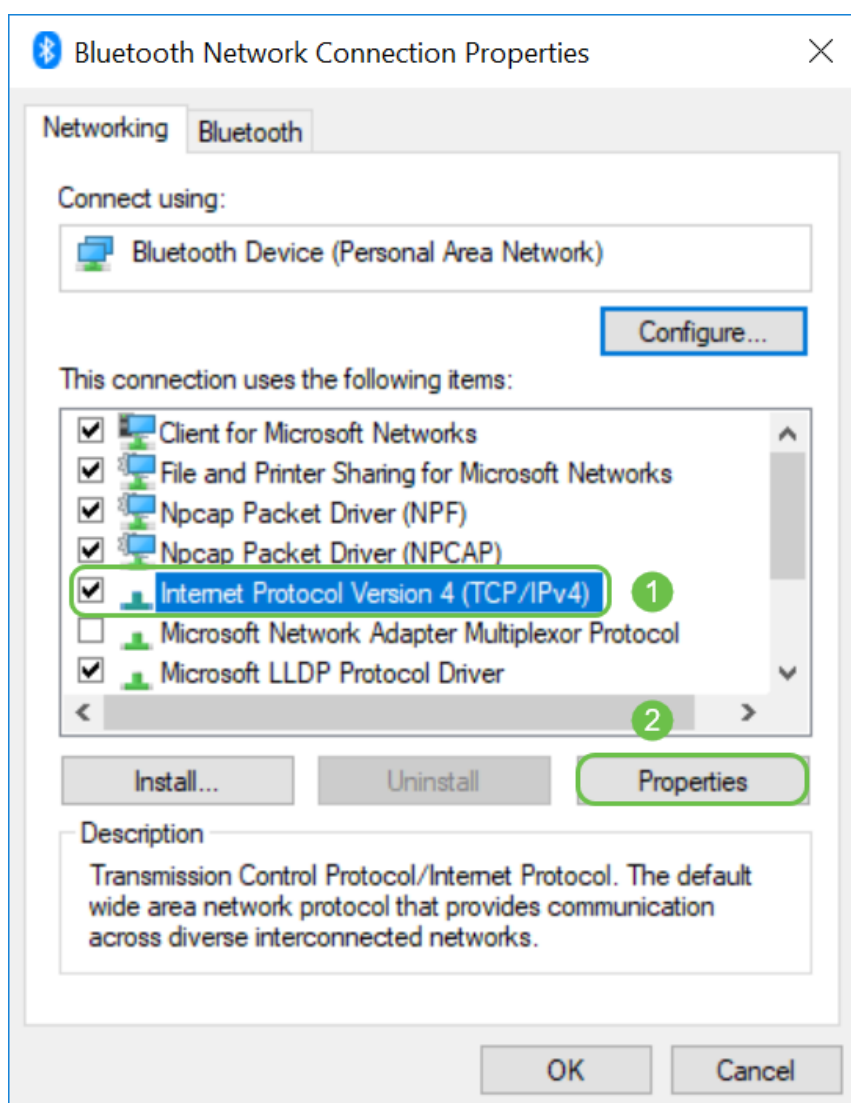 Bluetooth Network Connection Properties
Networking
Bluetooth
Connect using:
Bluetooth Device (Personal Area Network)
Configure...
This connection uses the following items:
Client for Microsoft Networks
File and Printer Sharing for Microsoft Networks
Npcap Packet Driver (NPF)
Npcap Packet Driver (NPCAP)
Internet Protocol Version 4 (TCP/IPv4) 1
Microsoft Network Adapter Multiplexor Protocol
Microsoft LLDP Protocol Driver
2
Install...
Uninstall
Properties
Description
Transmission Control Protocol/Internet Protocol. The default
wide area network protocol that provides communication
across diverse interconnected networks.
OK
Cancel